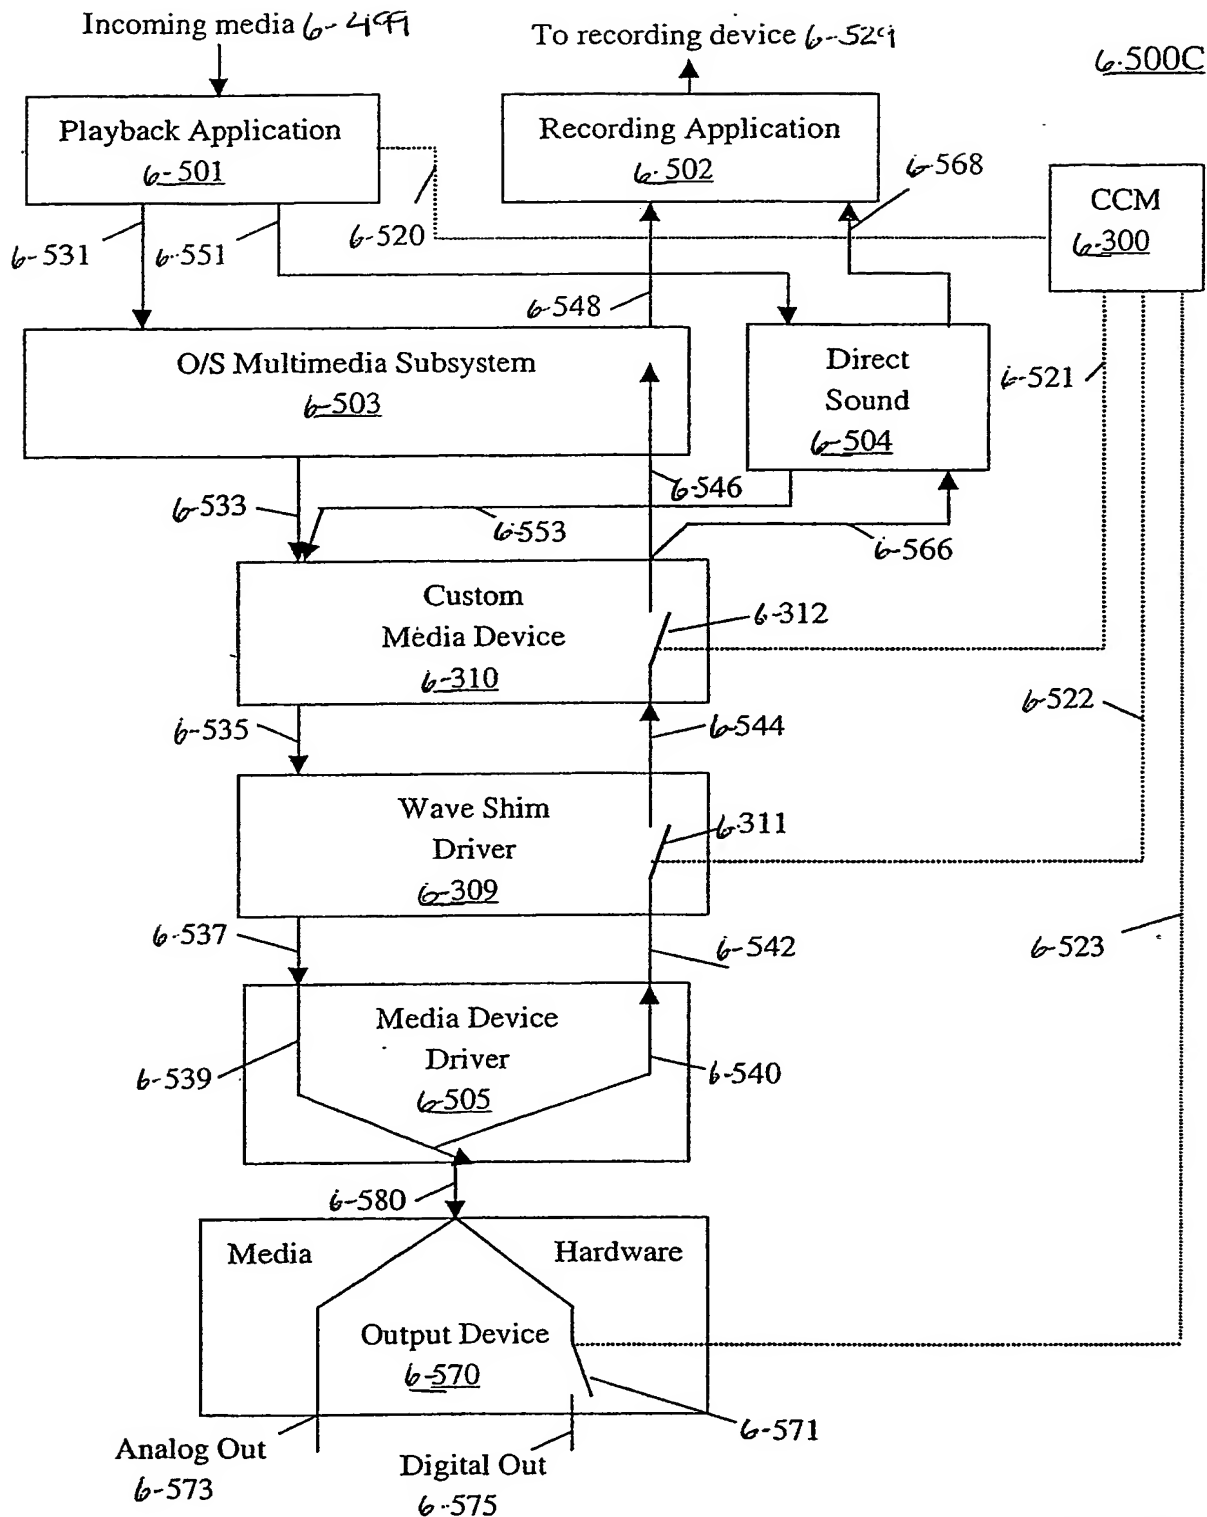 Incoming media 6-499
To recording device 6-529
6-500C
Playback Application
6-501
Recording Application
6-502
6-568
CCM
6-300
6-531
6-551
6-520
6-548
O/S Multimedia Subsystem
6-503
Direct
Sound
6-504
6-521
6-533
6-546
6-553
6-566
Custom
Media Device
6-310
6-312
6-522
6-535
6-544
Wave Shim
Driver
6-309
6-311
6-537
6-542
6-523
Media Device
Driver
6-505
6-539
6-540
6-580
Media
Hardware
Output Device
6-570
6-571
Analog Out
6-573
Digital Out
6-575